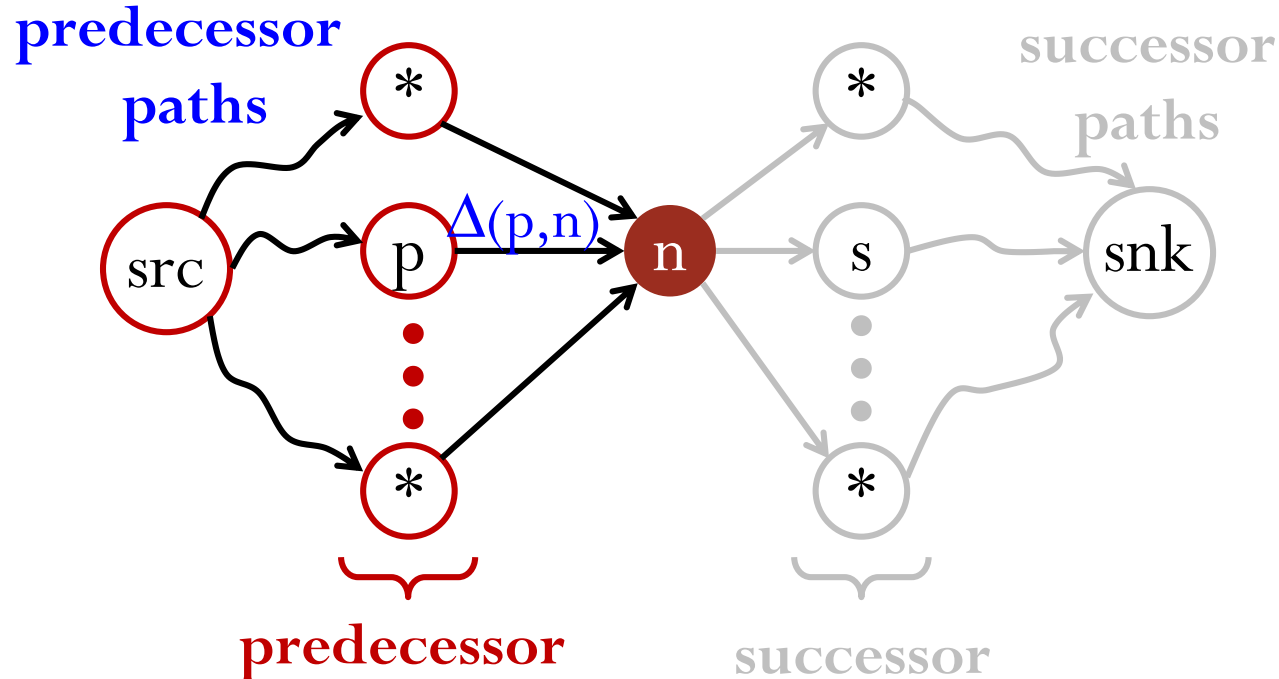 predecessor
paths
successor
paths
*
*
Δ(p,n)
src
p
n
s
snk
*
*
predecessor
successor